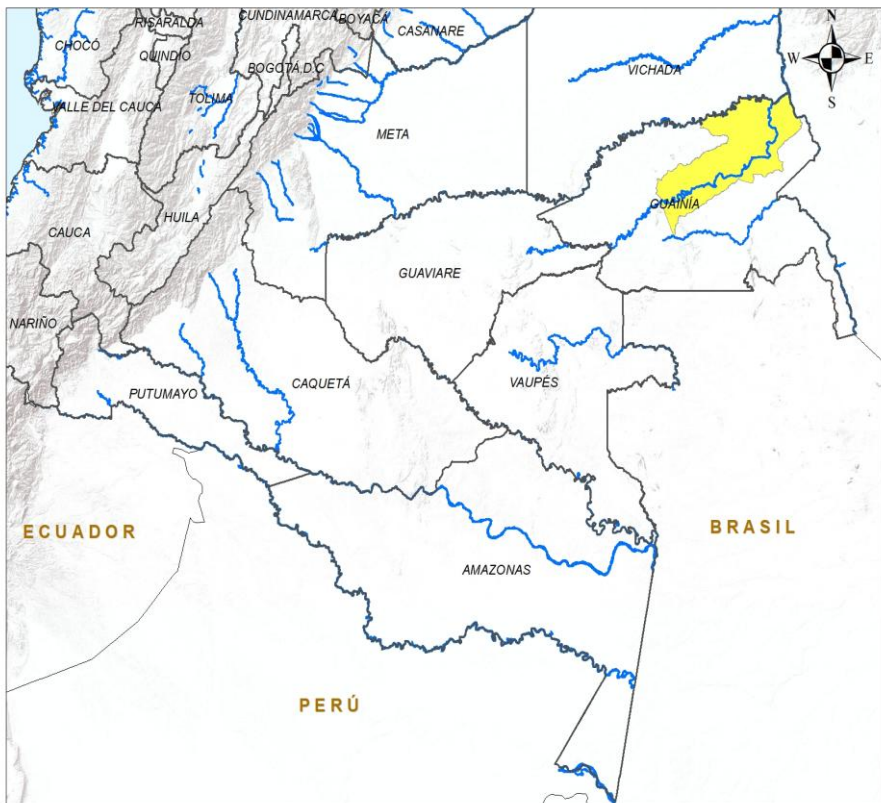 CUNDINAMARCA
BOYACÁ
RISARALDA
CASANARE
N
CHOCÓ
QUINDIO
BOGOTA D.C
VICHADA
W
E
TOLIMA
VALLE DEL CAUCA
S
META
GUAINÍA
HUILA
CAUCA
GUAVIARE
NARIÑO
VAUPÉS
CAQUETÁ
PUTUMAYO
ECUADOR
BRASIL
AMAZONAS
PERÚ